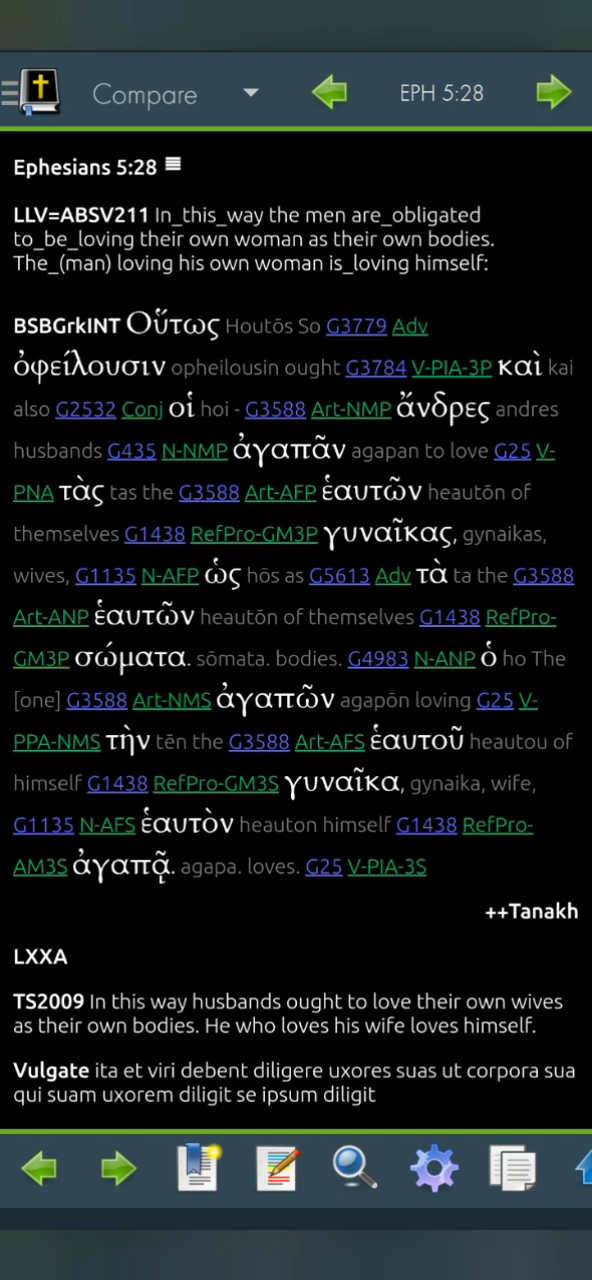 Compare
EPH 5:28
Ephesians 5:28
LLV=ABSV211 In_this_way the men are_obligated
to_be_loving their own woman as their own bodies.
The_(man) loving his own woman is_loving himself:
BSBGrkINT Οὕτως Houtōs So G3779 Adv
ὀφείλουσιν opheilousin ought G3784 V-PIA-3P καὶ kai
also G2532 Conj οἱ hoi - G3588 Art-NMP ἄνδρες andres
husbands G435 N-NMP ἀγαπᾶν agapan to love G25 V-
PNA τὰς tas the G3588 Art-AFP ἑαυτῶν heautōn of
themselves G1438 RefPro-GM3P γυναῖκας, gynaikas,
wives, G1135 N-AFP ὡς hōs as G5613 Adv τὰ ta the G3588
Art-ANP ἑαυτῶν heautōn of themselves G1438 RefPro-
GM3P σώματα. sōmata. bodies. G4983 N-ANP ὁ ho The
[one] G3588 Art-NMS ἀγαπῶν agapōn loving G25 V-
PPA-NMS τὴν tēn the G3588 Art-AFS ἑαυτοῦ heautou of
himself G1438 RefPro-GM3S γυναῖκα, gynaika, wife,
G1135 N-AFS ἑαυτὸν heauton himself G1438 RefPro-
AM3S ἀγαπᾷ. agapa. loves. G25 V-PIA-3S
++Tanakh
LXXA
TS2009 In this way husbands ought to love their own wives
as their own bodies. He who loves his wife loves himself.
Vulgate ita et viri debent diligere uxores suas ut corpora sua
qui suam uxorem diligit se ipsum diligit